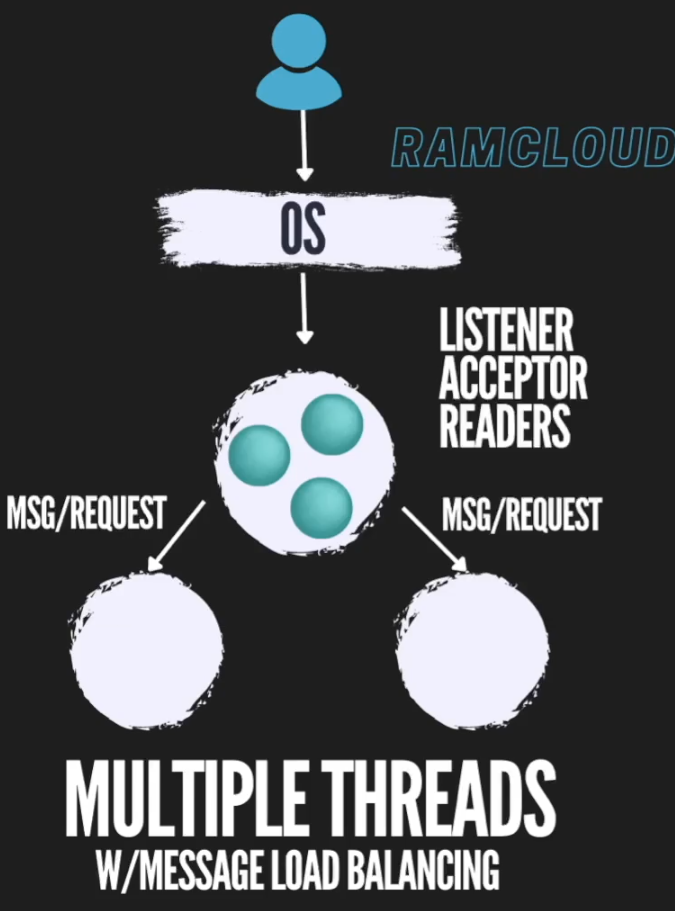 RAMCLOUD
OS
LISTENER
ACCEPTOR
READERS
MSG/REQUEST
MSG/REQUEST
MULTIPLE THREADS
W/MESSAGE LOAD BALANCING